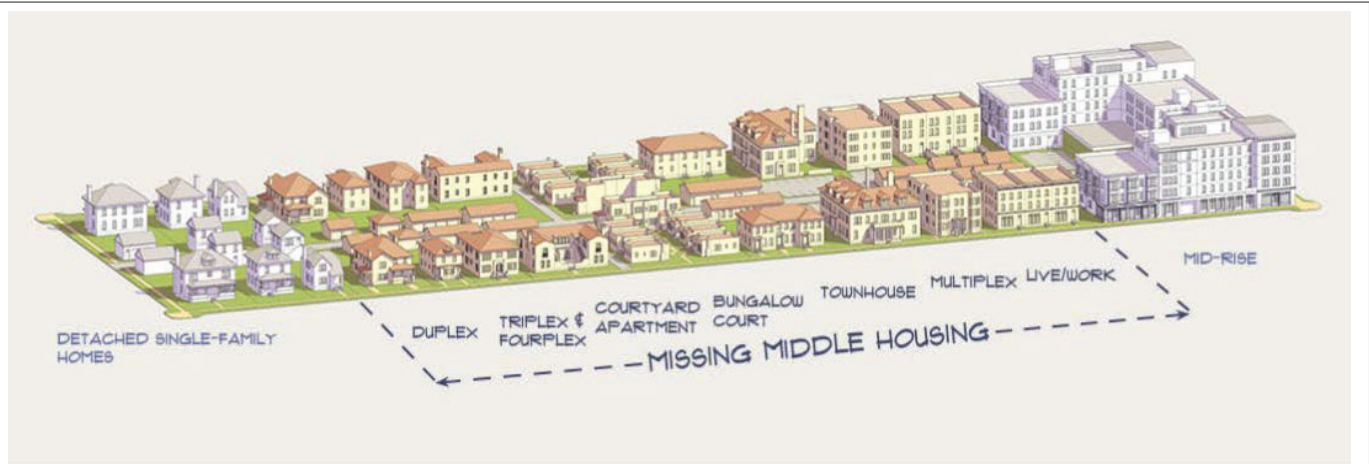 DETACHED SINGLE-FAMILY
HOMES
DUPLEX
TRIPLEX &
FOURPLEX
COURTYARD
APARTMENT
BUNGALOW
COURT
TOWNHOUSE
MULTIPLEX
LIVE/WORK
MID-RISE
MISSING MIDDLE HOUSING